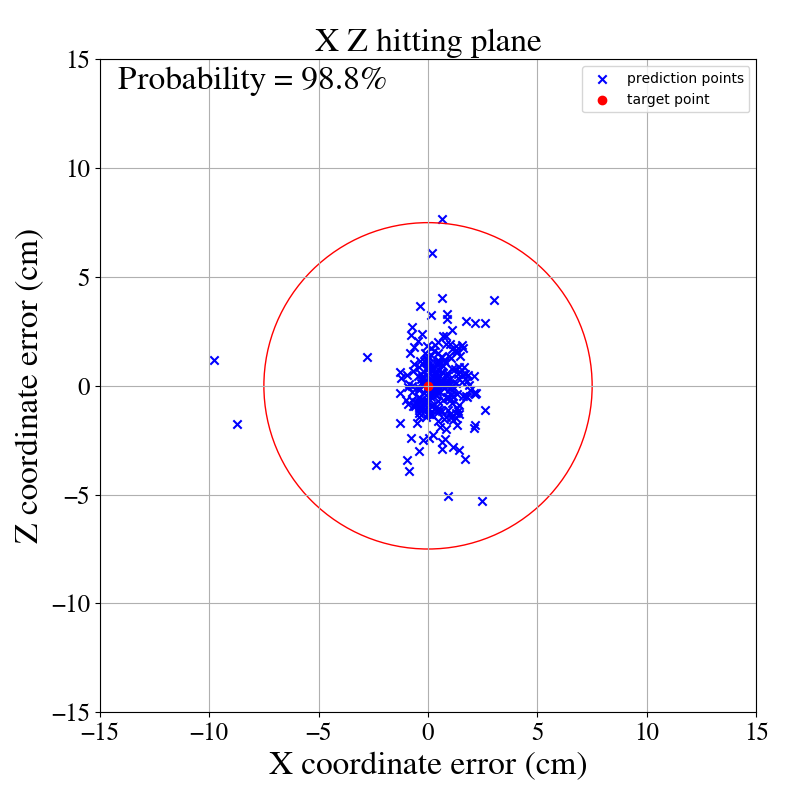 X Z hitting plane
Probability = 98.8%
prediction points
target point
15
10
5
0
−5
−10
−15
Z coordinate error (cm)
−15 −10 −5 0 5 10 15
X coordinate error (cm)